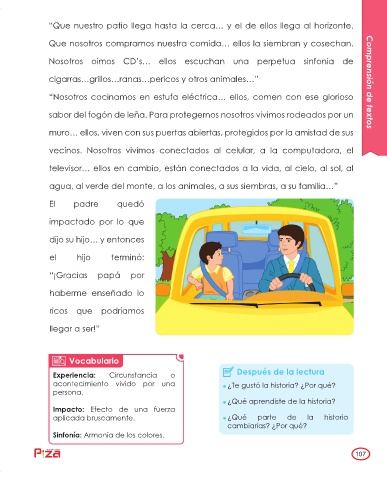 “Que nuestro patio llega hasta la cerca… y el de ellos llega al horizonte.
Que nosotros compramos nuestra comida… ellos la siembran y cosechan.
Nosotros oímos CD’s… ellos escuchan una perpetua sinfonía de
cigarras…grillos…ranas…pericos y otros animales…”
“Nosotros cocinamos en estufa eléctrica… ellos, comen con ese glorioso
sabor del fogón de leña. Para protegernos nosotros vivimos rodeados por un
muro… ellos, viven con sus puertas abiertas, protegidos por la amistad de sus
vecinos. Nosotros vivimos conectados al celular, a la computadora, el
televisor… ellos en cambio, están conectados a la vida, al cielo, al sol, al
agua, al verde del monte, a los animales, a sus siembras, a su familia…”
El padre quedó
impactado por lo que
dijo su hijo… y entonces
el hijo terminó:
“¡Gracias papá por
haberme enseñado lo
ricos que podríamos
llegar a ser!”
Comprensión de textos
Vocabulario
Experiencia: Circunstancia o
acontecimiento vivido por una
persona.
Impacto: Efecto de una fuerza
aplicada bruscamente.
Sinfonía: Armonía de los colores.
Después de la lectura
¿Te gustó la historia? ¿Por qué?
¿Qué aprendiste de la historia?
¿Qué parte de la historia
cambiarías? ¿Por qué?
107